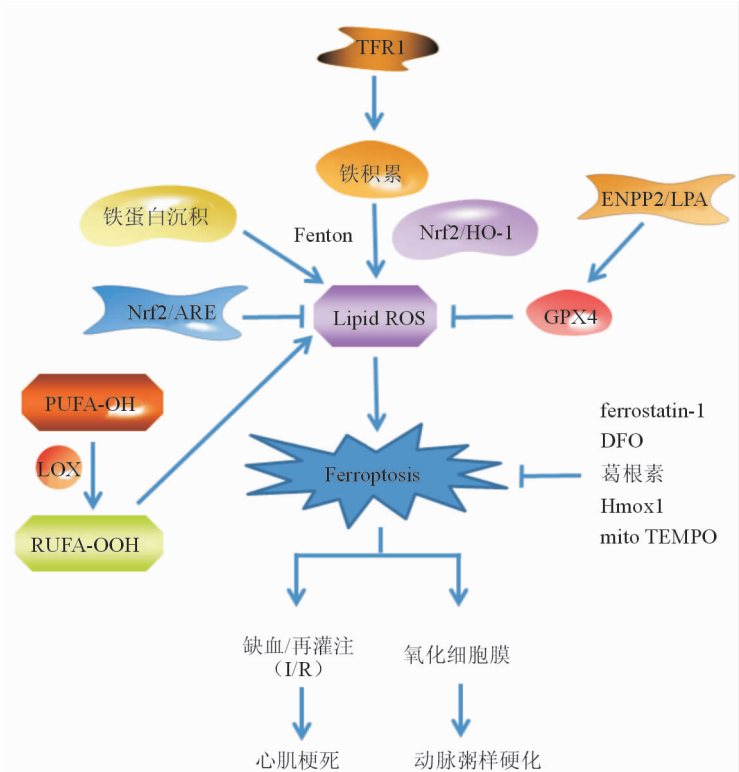 TFR1
铁积累
ENPP2/LPA
铁蛋白沉积
Fenton
Nrf2/HO-1
Nrf2/ARE
Lipid ROS
GPX4
PUFA-OH
LOX
RUFA-OOH
Ferroptosis
ferrostatin-1
DFO
葛根素
Hmox1
mito TEMPO
缺血/再灌注
（I/R）
氧化细胞膜
心肌梗死
动脉粥样硬化